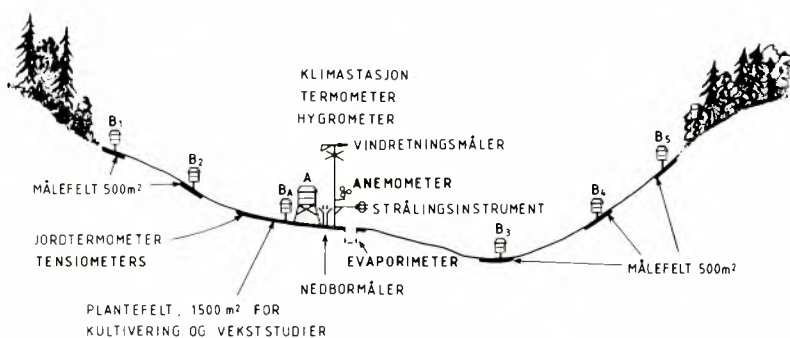 KLIMASTASJON
TERMOMETER
HYGROMETER
VINDRETNINGSMÅLER
B1
B2
BA
A
ANEMOMETER
STRÅLINGSINSTRUMENT
B5
B4
B3
MÅLEFELT 500m²
JORDTERMOMETER
TENSIOMETERS
EVAPORIMETER
NEDBORMÅLER
MÅLEFELT 500m²
PLANTEFELT, 1500 m² FOR
KULTIVERING OG VEKSTSTUDIER